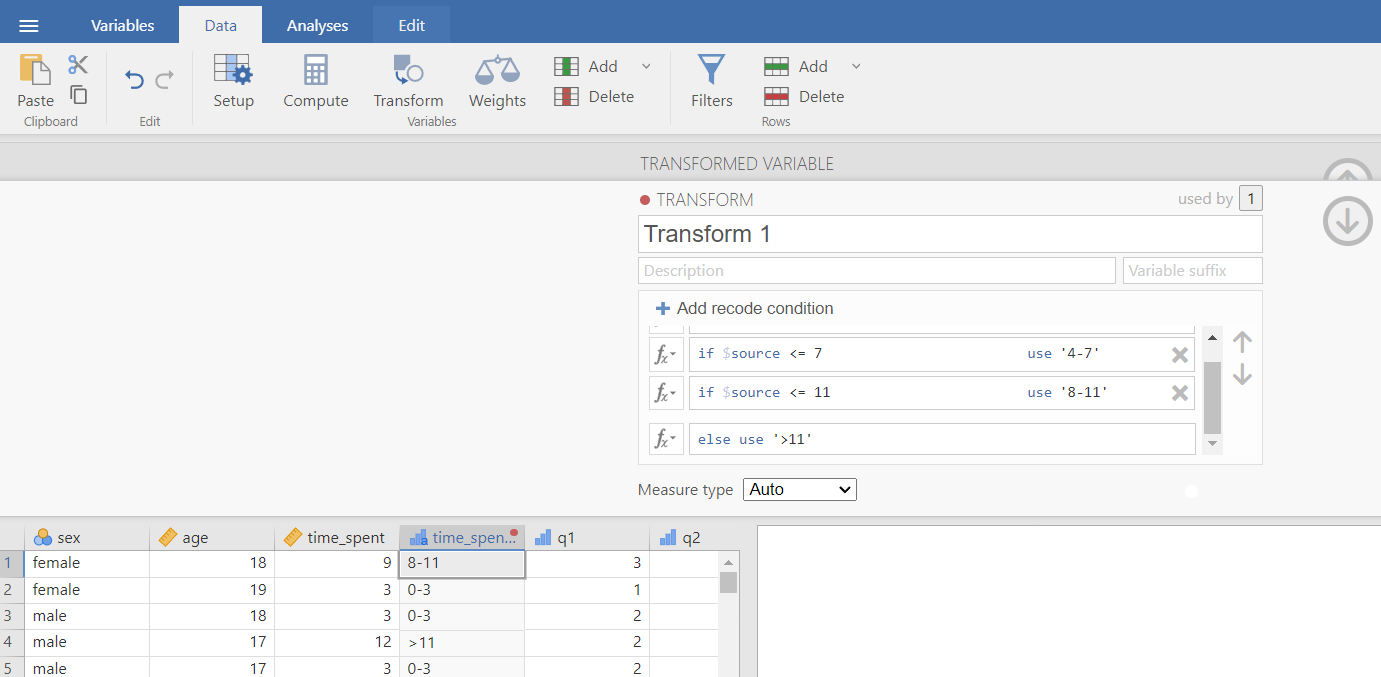 Variables Data Analyses Edit
Paste Setup Compute Transform Weights Add Delete Filters Add Delete
Clipboard Edit Variables Rows
TRANSFORMED VARIABLE
TRANSFORM used by 1
Transform 1
Description Variable suffix
Add recode condition
fx if $source <= 7 use '4-7'
fx if $source <= 11 use '8-11'
fx else use '>11'
Measure type Auto
sex age time_spent time_spen... q1 q2
1 female 18 9 8-11 3
2 female 19 3 0-3 1
3 male 18 3 0-3 2
4 male 17 12 >11 2
5 male 17 3 0-3 2